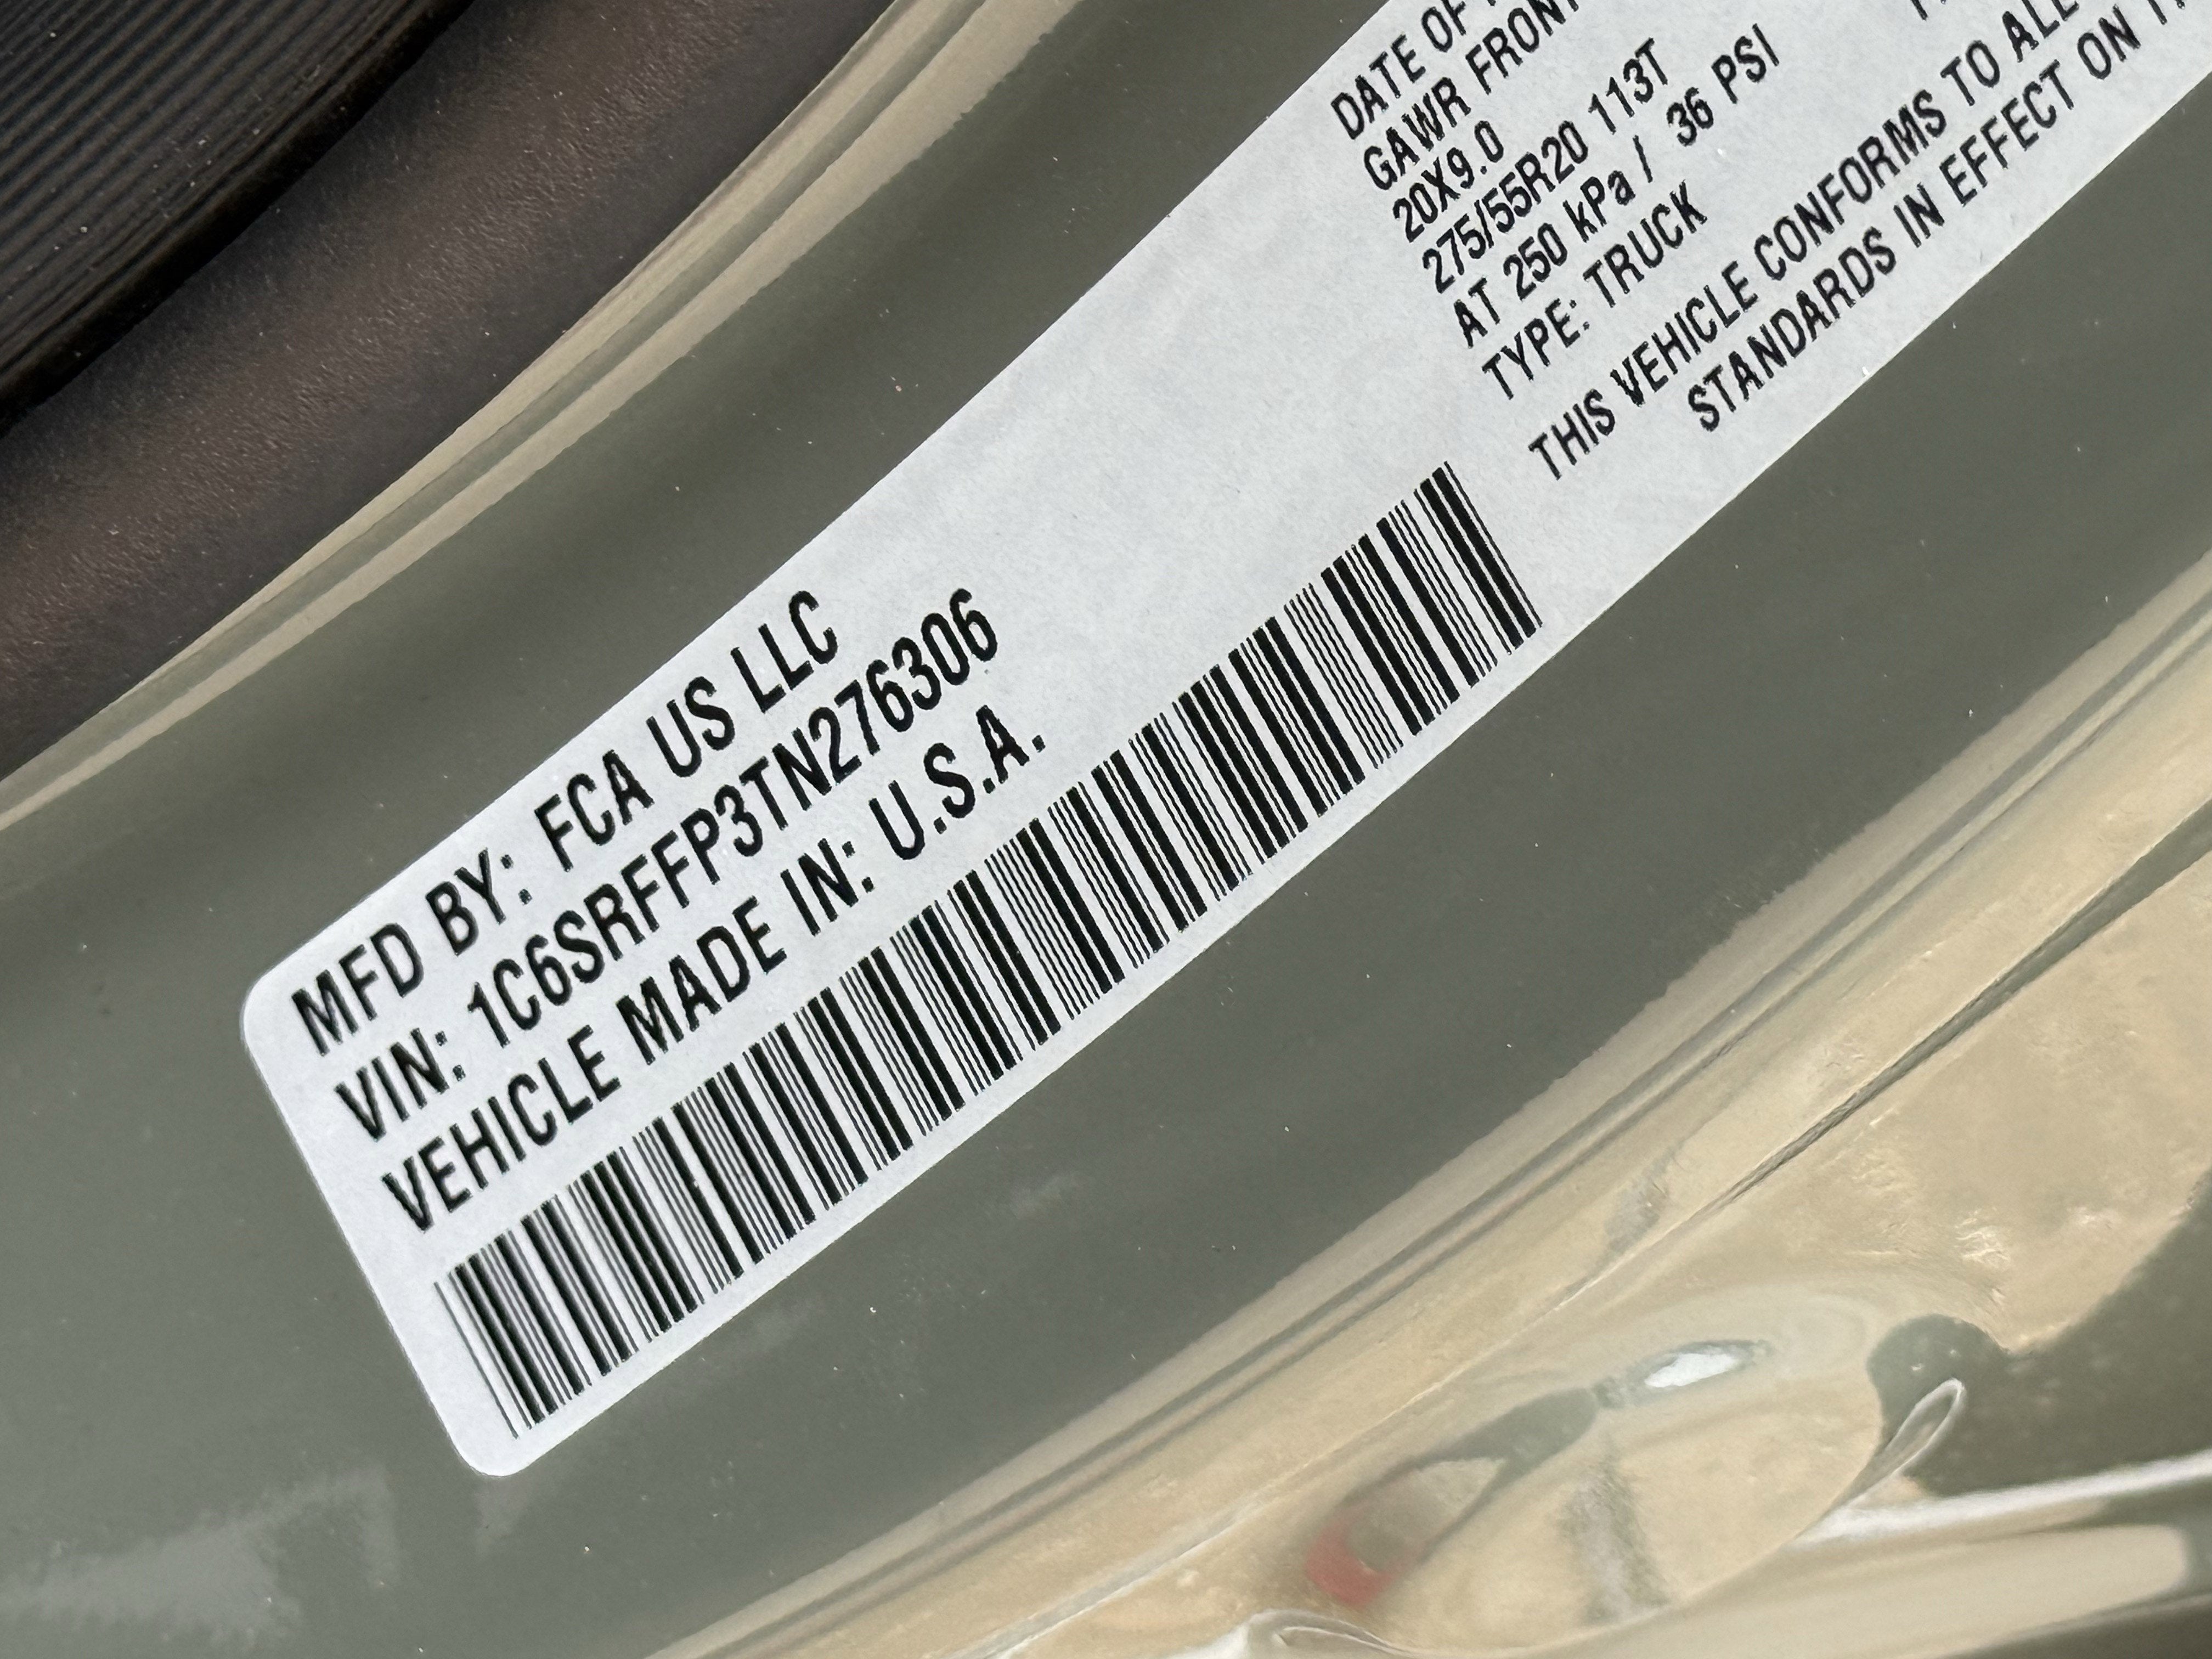 MFD BY: FCA US LLC
VIN: 1C6SRFFP3TN276306
VEHICLE MADE IN: U.S.A.
DATE OF
GAWR FRONT
20X9.0
275/55R20 113T
AT 250 kPa / 36 PSI
TYPE: TRUCK
THIS VEHICLE CONFORMS TO ALL
STANDARDS IN EFFECT ON